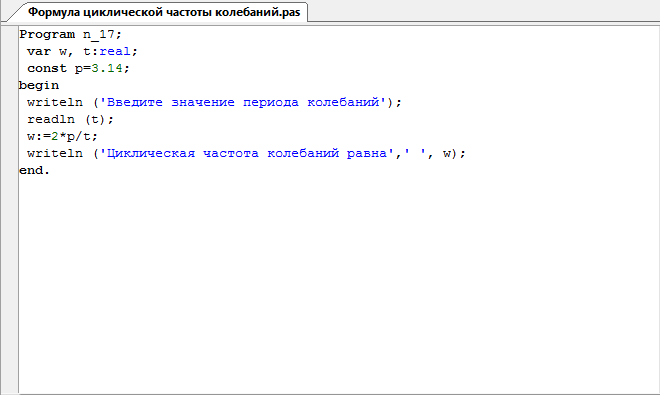 Формула циклической частоты колебаний.pas
Program n_17;
var w, t:real;
const p=3.14;
begin
writeln ('Введите значение периода колебаний');
readln (t);
w:=2*p/t;
writeln ('Циклическая частота колебаний равна',' ', w);
end.